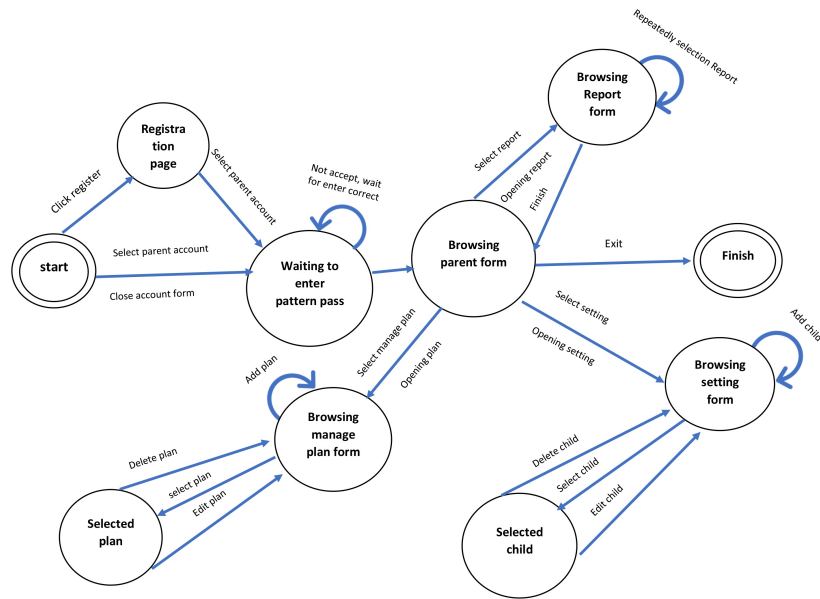 Repeatedly selection Report
Browsing
Report
form
Registra
tion
page
Select report
Opening report
Finish
Click register
Select parent account
Not accept, wait
for enter correct
start
Select parent account
Close account form
Waiting to
enter
pattern pass
Browsing
parent form
Exit
Finish
Select setting
Opening setting
Select manage plan
Opening plan
Add child
Browsing
setting
form
Add plan
Browsing
manage
plan form
Delete plan
select plan
Edit plan
Selected
plan
Delete child
Select child
Edit child
Selected
child